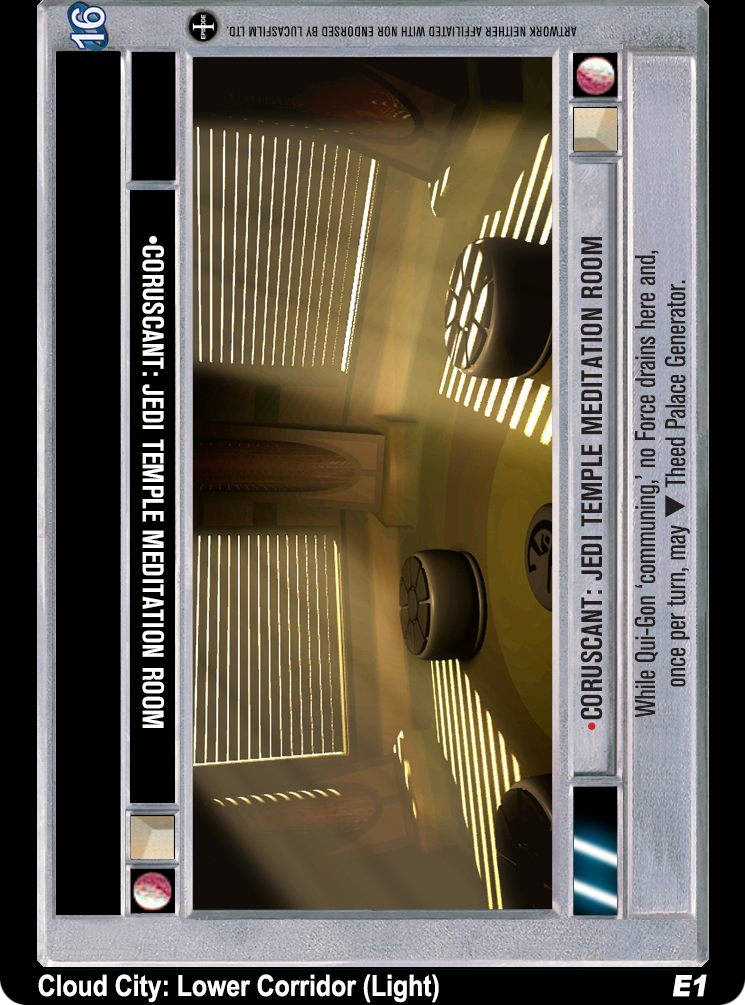 16
EPISODE I
ARTWORK NEITHER AFFILIATED WITH NOR ENDORSED BY LUCASFILM LTD.
•CORUSCANT: JEDI TEMPLE MEDITATION ROOM
•CORUSCANT: JEDI TEMPLE MEDITATION ROOM
While Qui-Gon ‘communing,’ no Force drains here and,
once per turn, may ▼ Theed Palace Generator.
Cloud City: Lower Corridor (Light)
E1